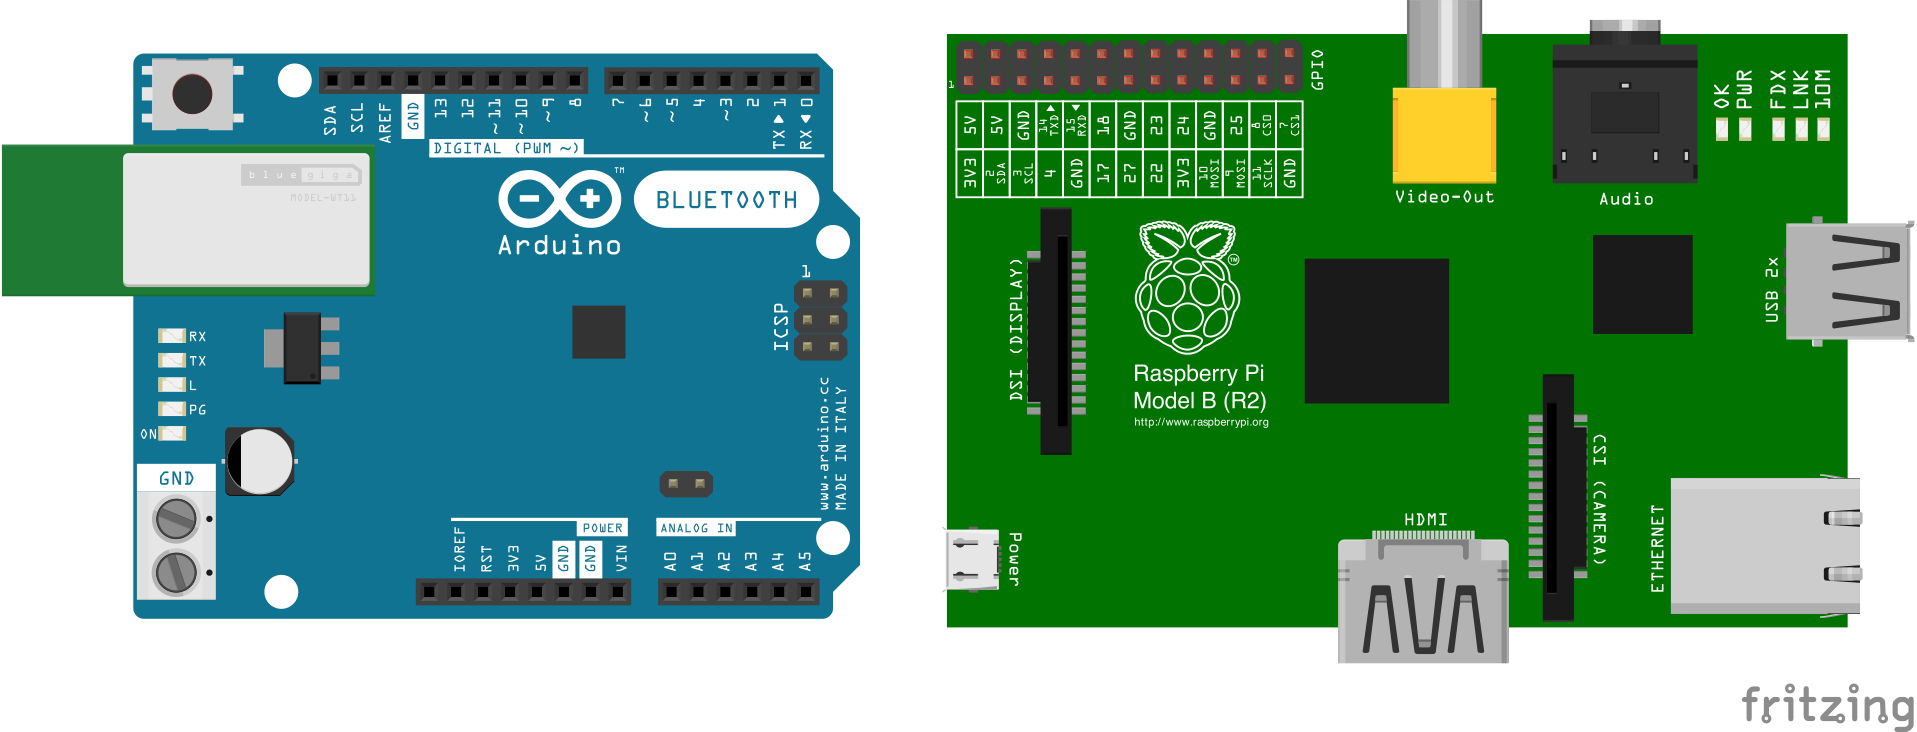 SDA SCL AREF GND 13 12 ~11 ~10 ~9 8 7 ~6 ~5 4 ~3 2 TX▶1 RX◀0
DIGITAL (PWM ~)
bluegiga
MODEL-WT11
TM
BLUETOOTH
Arduino
1
ICSP
RX
TX
L
PG
ON
GND
www.arduino.cc
MADE IN ITALY
POWER
ANALOG IN
IOREF RST 3V3 5V GND GND VIN A0 A1 A2 A3 A4 A5
1
GPIO
5V 5V GND 14 TXD 15 RXD 18 GND 23 24 GND 25 8 CS0 7 CS1
3V3 2 SDA 3 SCL 4 GND 17 27 22 3V3 10 MOSI 9 MOSI 11 SCLK GND
Video-Out
Audio
OK PWR FDX LNK 10M
DSI (DISPLAY)
TM
Raspberry Pi
Model B (R2)
http://www.raspberrypi.org
USB 2x
CSI (CAMERA)
HDMI
Power
ETHERNET
fritzing